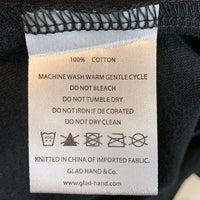 100% COTTON
MACHINE WASH WARM GENTLE CYCLE
DO NOT BLEACH
DO NOT TUMBLE DRY
DO NOT IRON IF DE CORATED
DO NOT DRY CLEAN
KNITTED IN CHINA OF IMPORTED FABLIC.
GLAD HAND & Co.
www.glad-hand.com